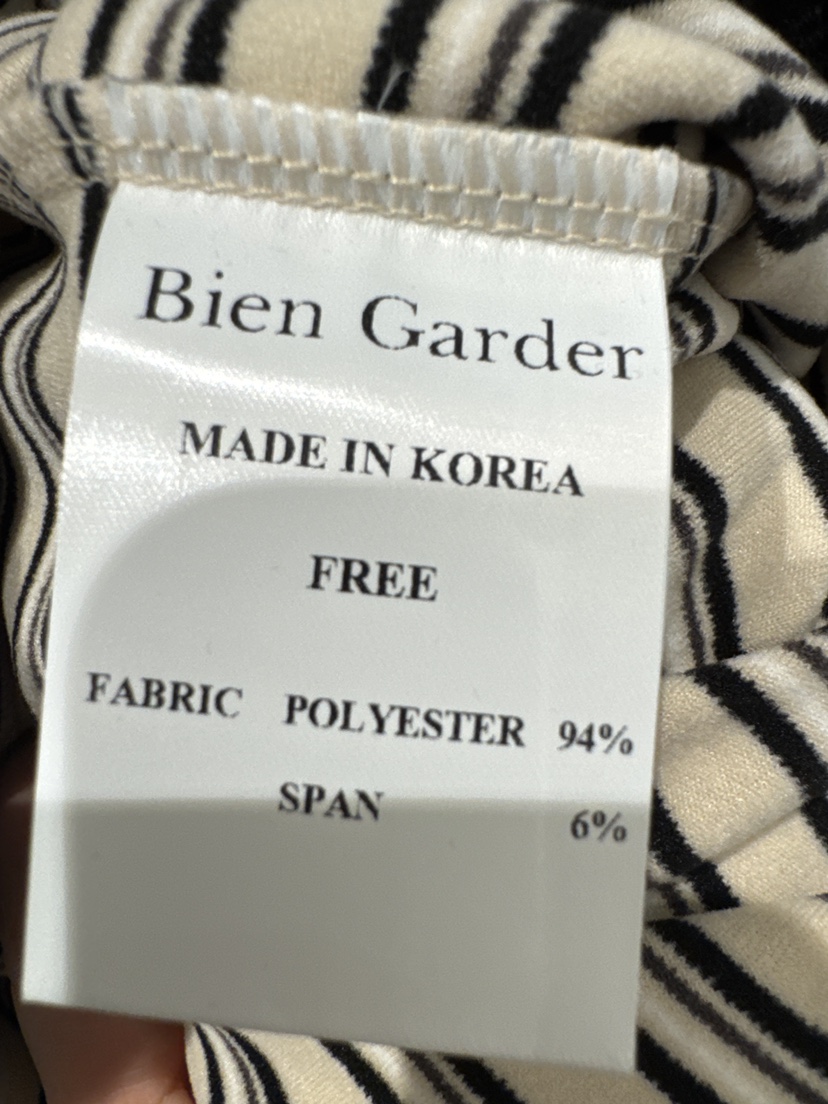 Bien Garder
MADE IN KOREA
FREE
FABRIC POLYESTER 94%
SPAN 6%